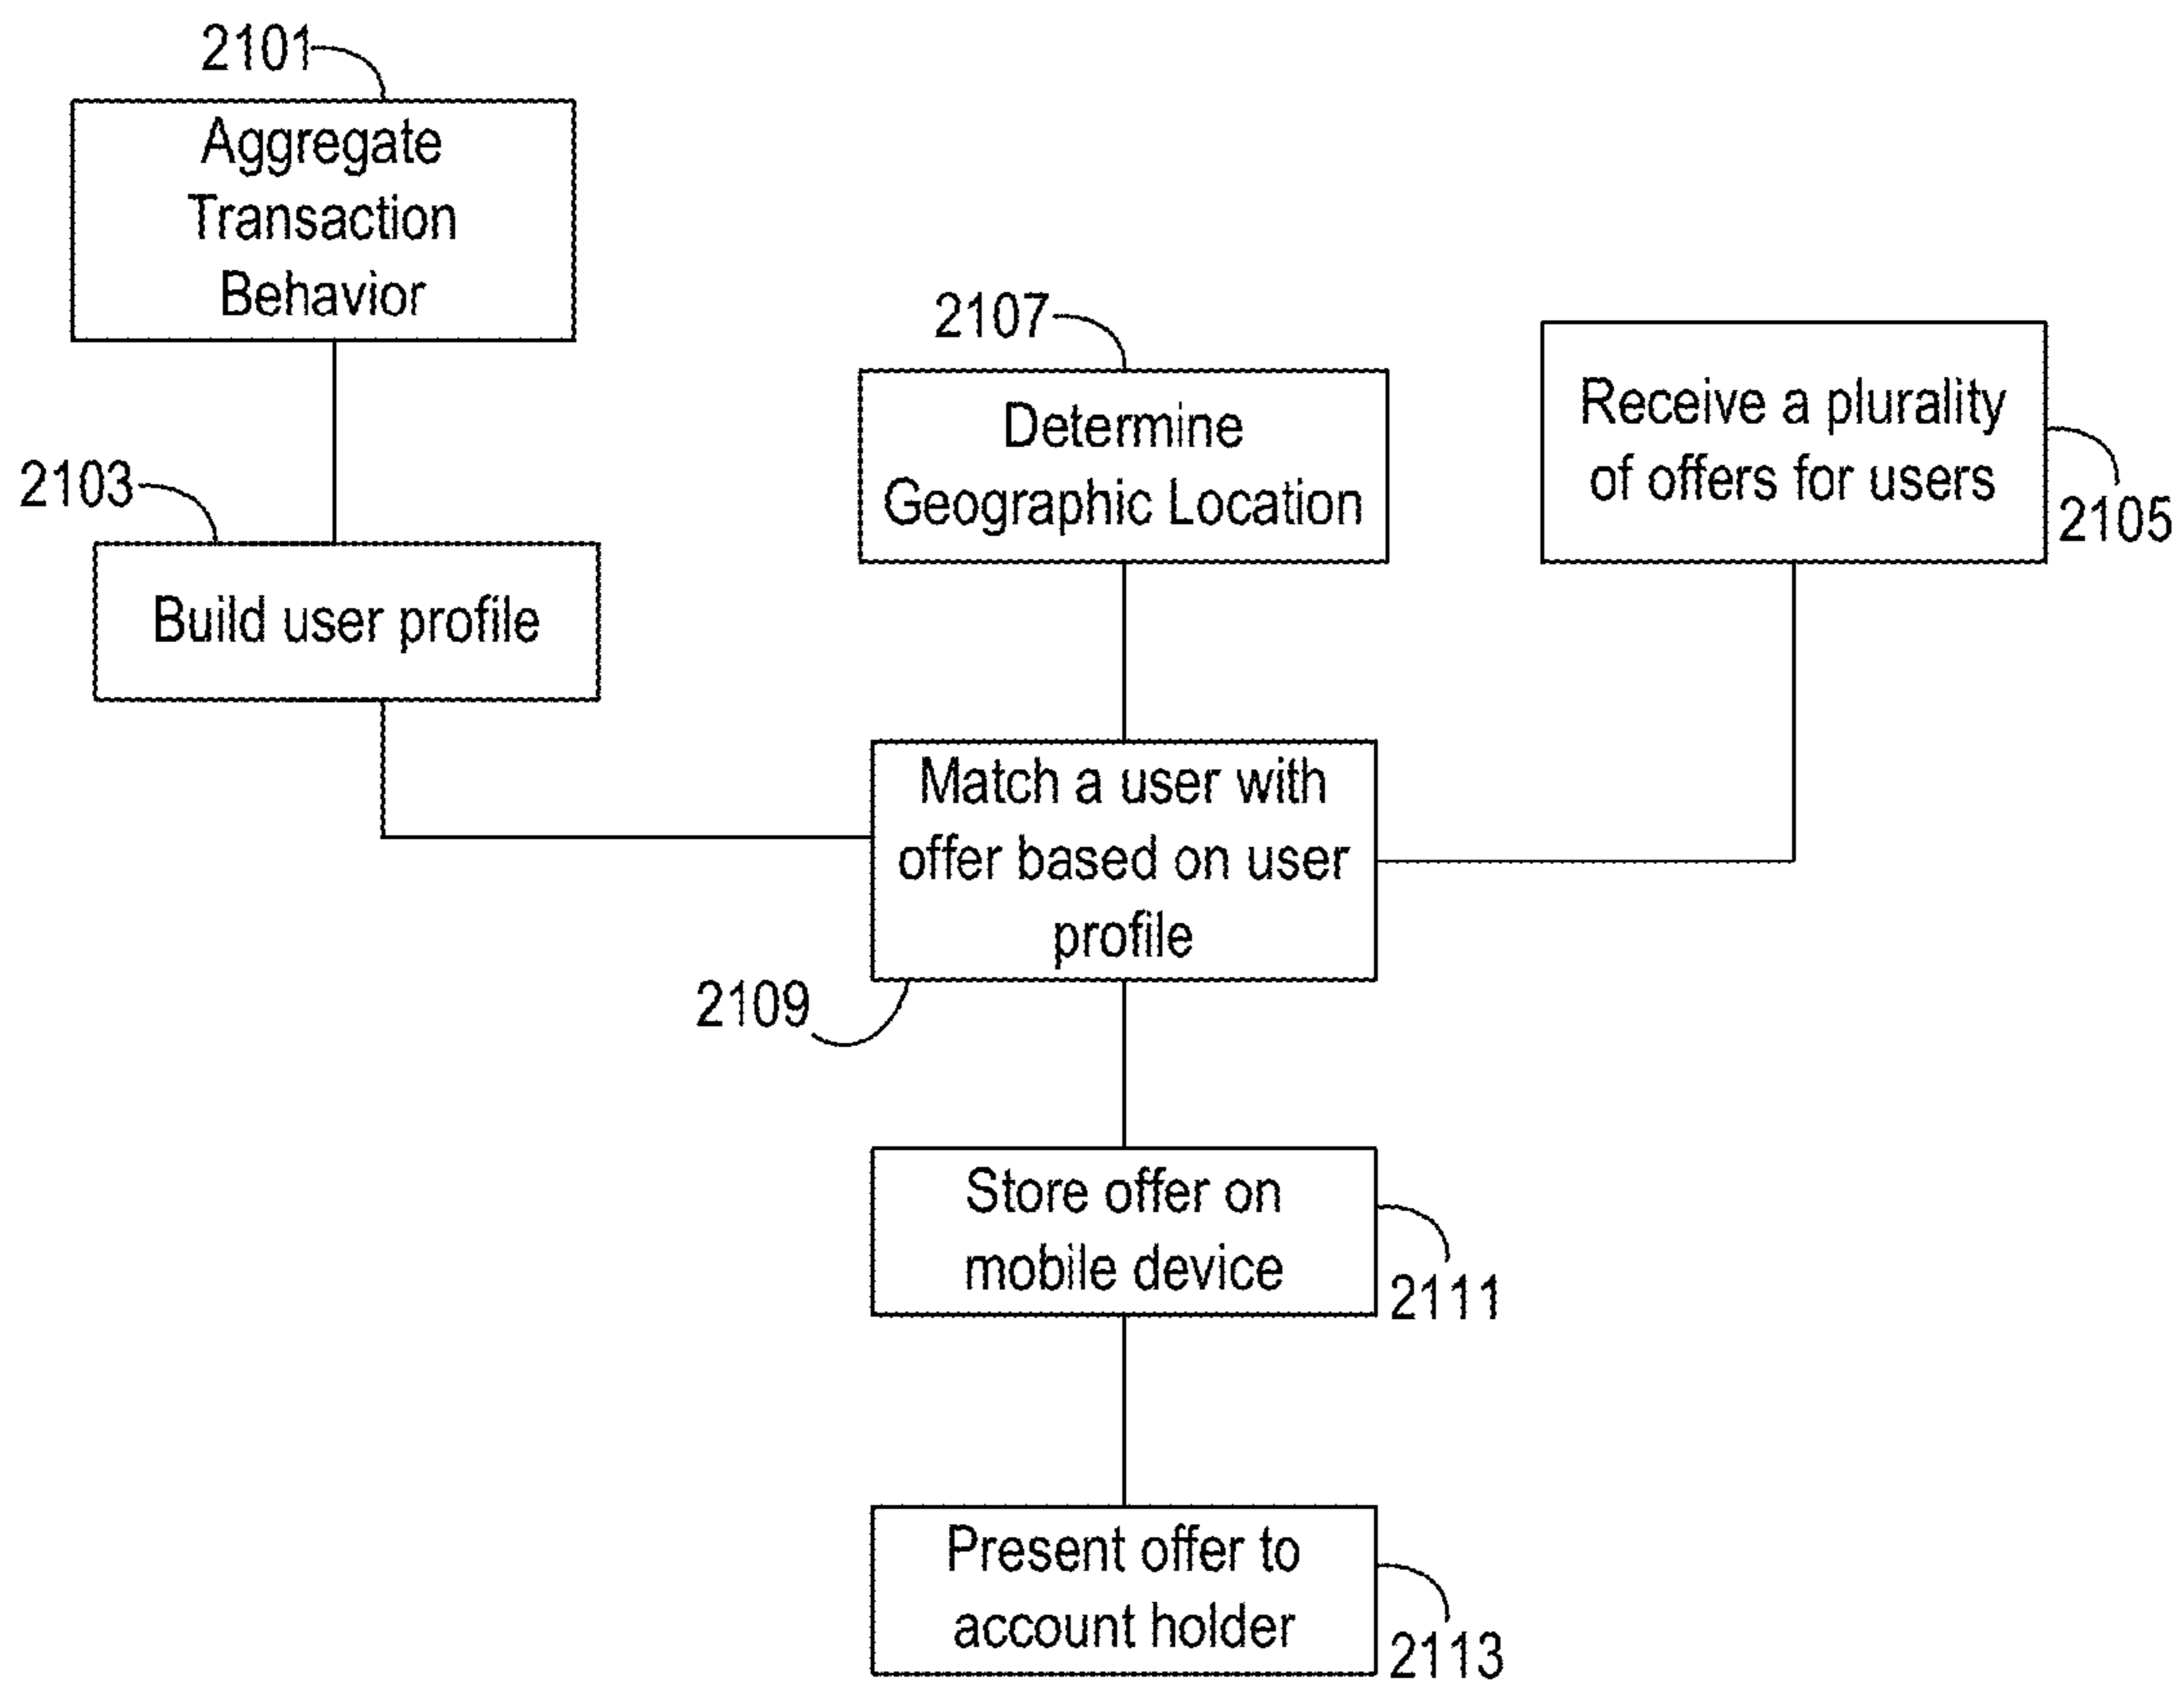 2101
Aggregate
Transaction
Behavior
2107
Determine
Geographic Location
Receive a plurality
of offers for users
2105
2103
Build user profile
Match a user with
offer based on user
profile
2109
Store offer on
mobile device
2111
Present offer to
account holder
2113